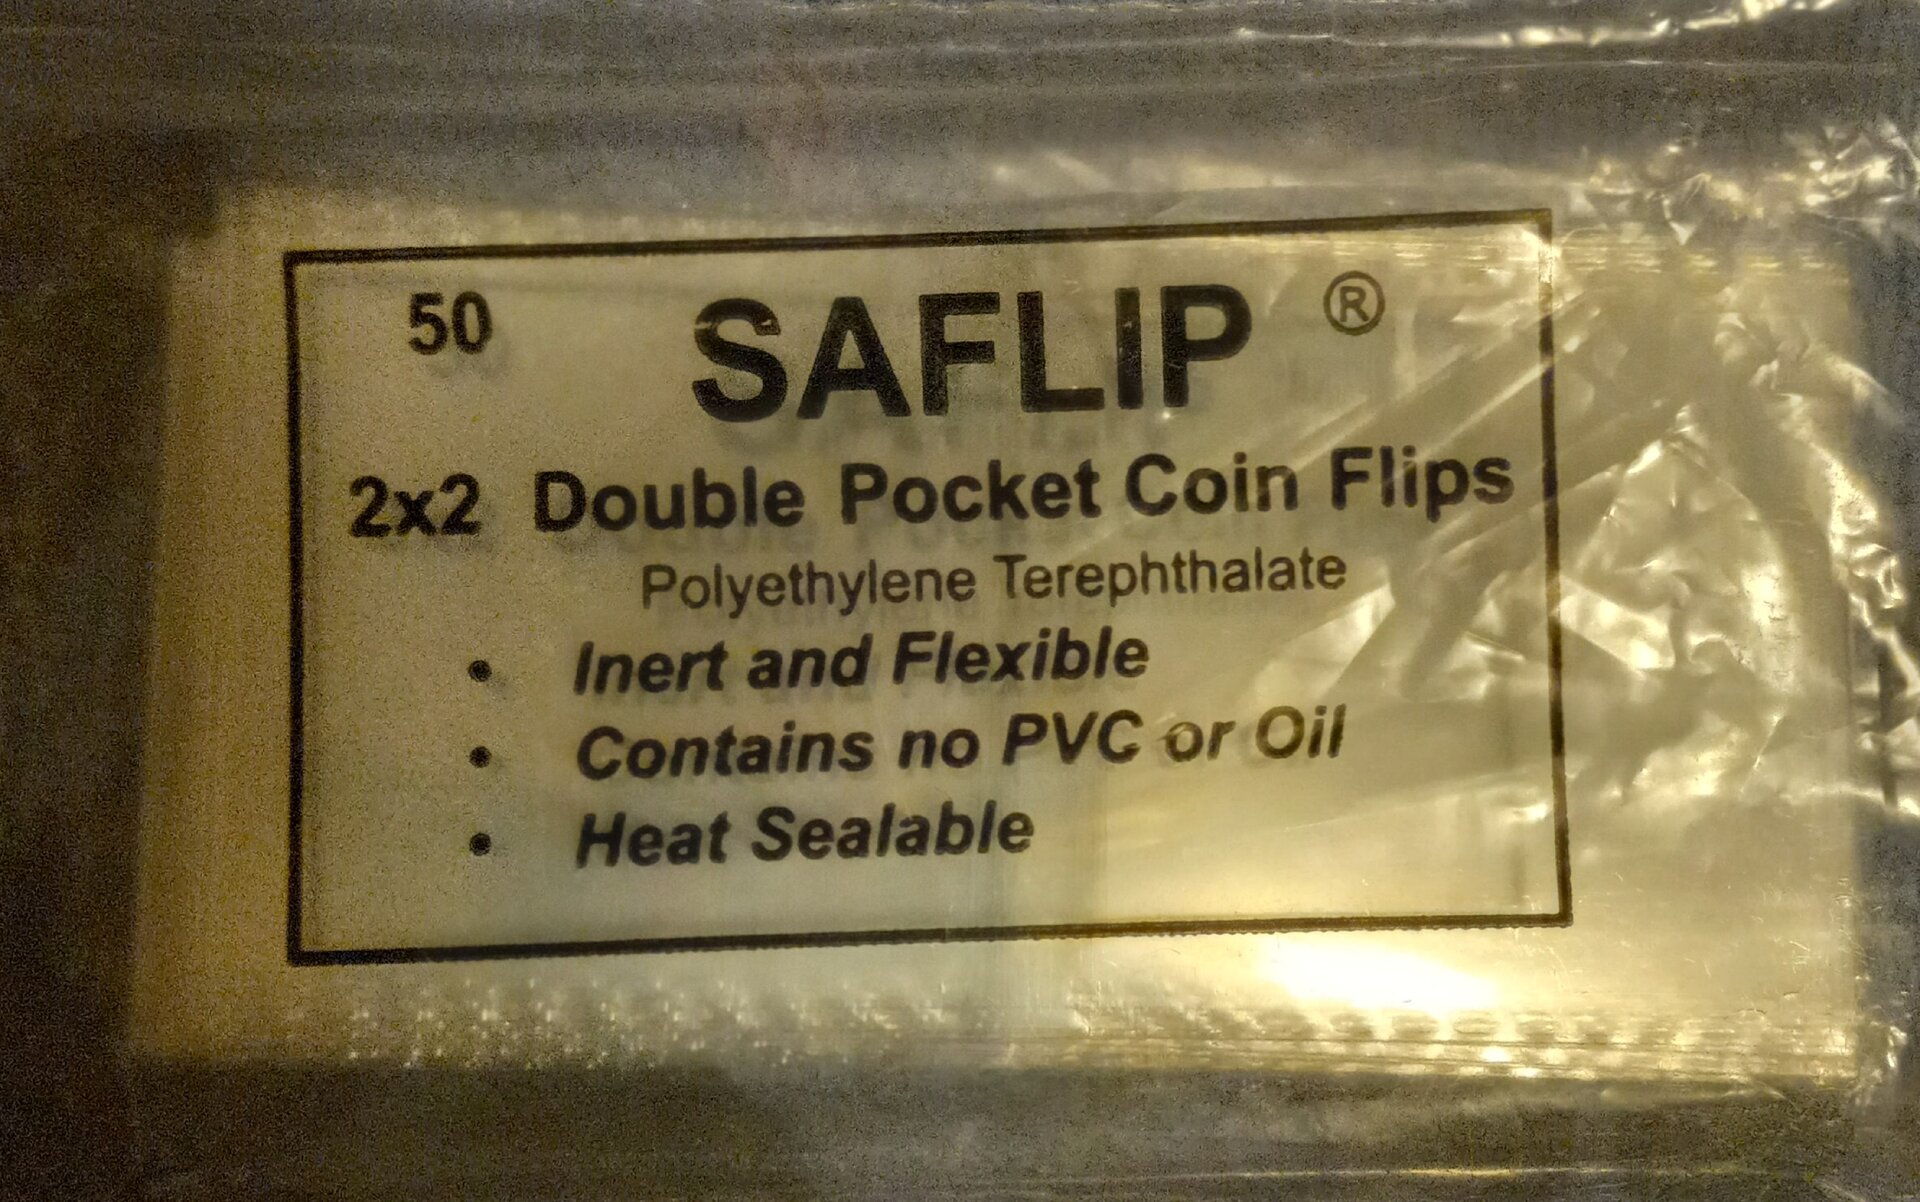 50 SAFLIP ®
2x2 Double Pocket Coin Flips
Polyethylene Terephthalate
• Inert and Flexible
• Contains no PVC or Oil
• Heat Sealable